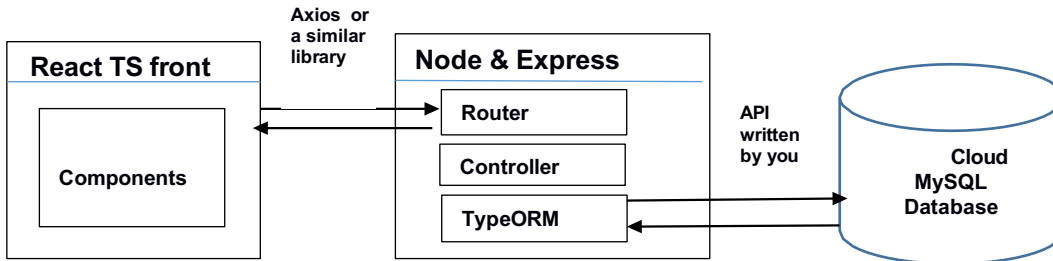 Axios or
a similar
library
React TS front
Components
Node & Express
Router
Controller
TypeORM
API
written
by you
Cloud
MySQL
Database